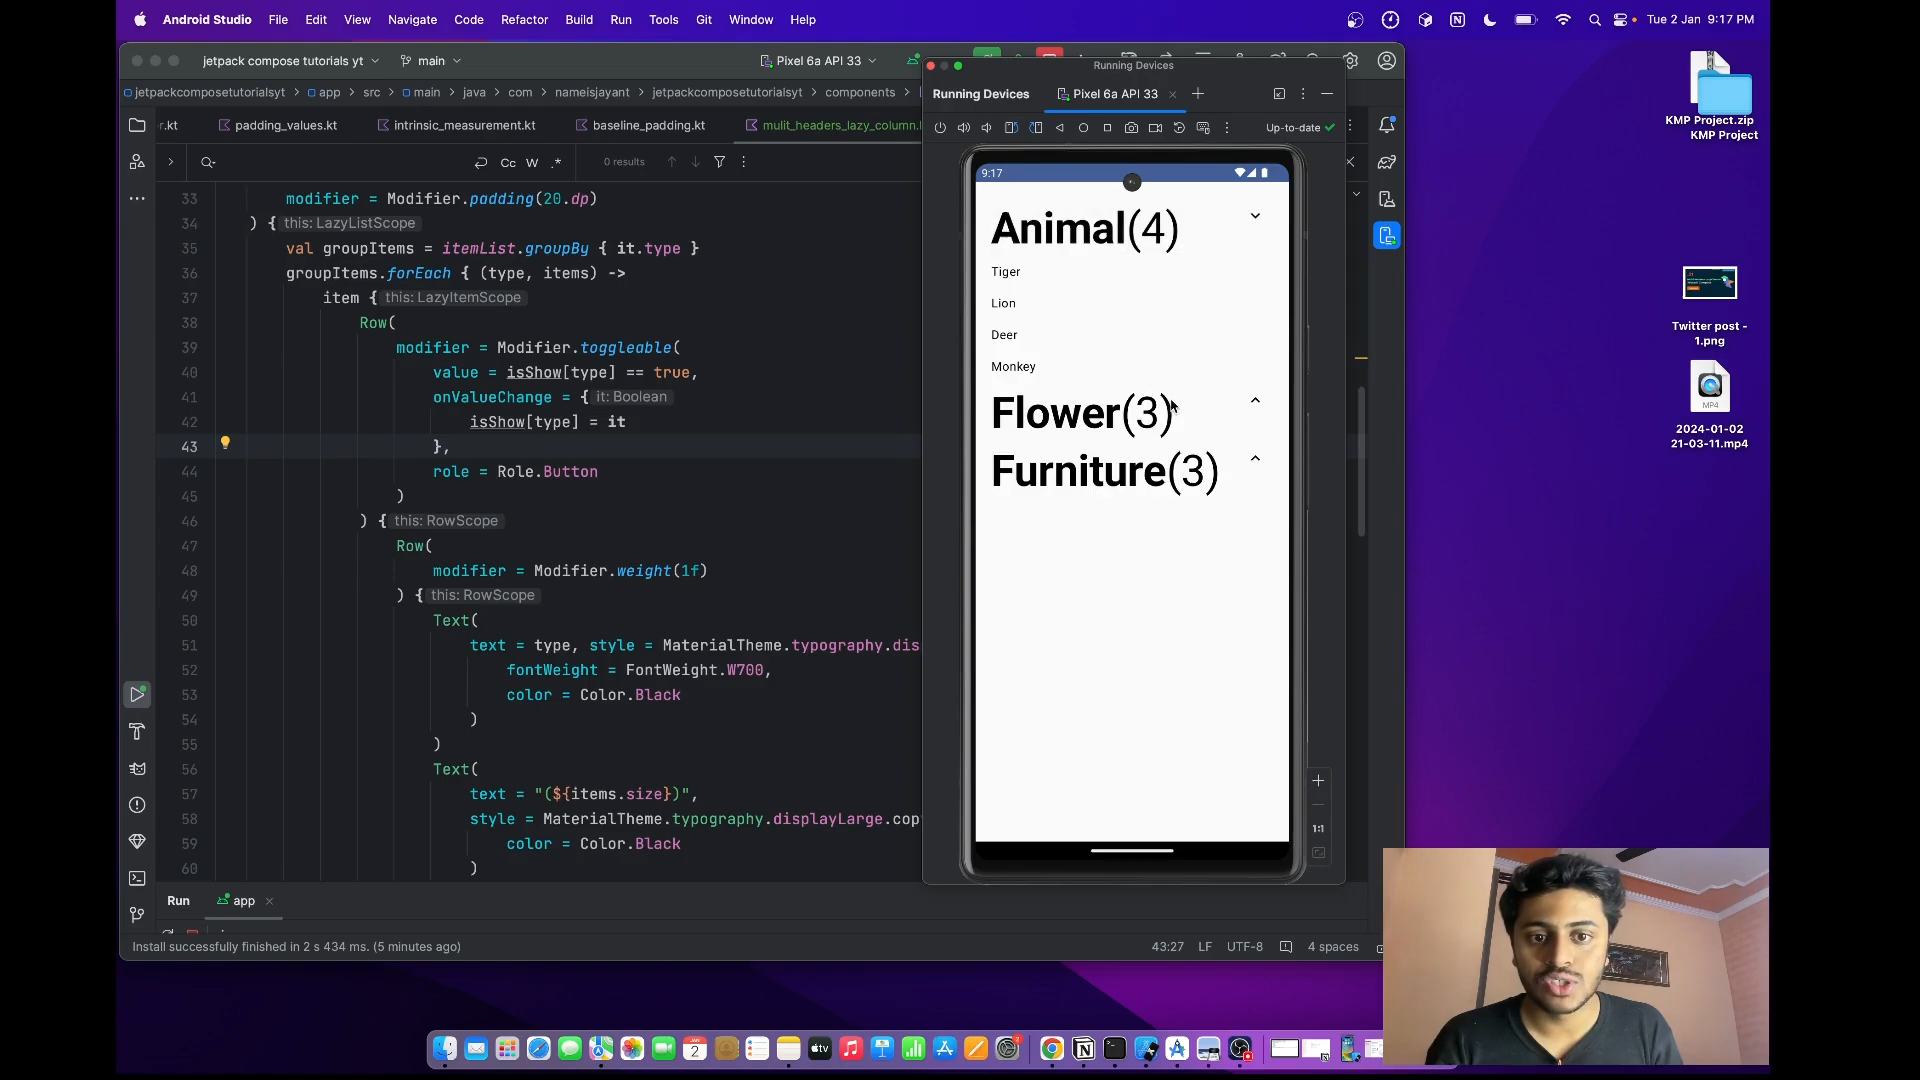 Android Studio File Edit View Navigate Code Refactor Build Run Tools Git Window Help
Tue 2 Jan 9:17 PM
jetpack compose tutorials yt main Pixel 6a API 33
Running Devices
jetpackcomposetutorialsyt app src main java com nameisjayant jetpackcomposetutorialsyt components
Running Devices Pixel 6a API 33
r.kt padding_values.kt intrinsic_measurement.kt baseline_padding.kt mulit_headers_lazy_column.
Up-to-date
Cc W .* 0 results
33 modifier = Modifier.padding(20.dp)
34 ) { this: LazyListScope
35 val groupItems = itemList.groupBy { it.type }
36 groupItems.forEach { (type, items) ->
37 item { this: LazyItemScope
38 Row(
39 modifier = Modifier.toggleable(
40 value = isShow[type] == true,
41 onValueChange = { it: Boolean
42 isShow[type] = it
43 },
44 role = Role.Button
45 )
46 ) { this: RowScope
47 Row(
48 modifier = Modifier.weight(1f)
49 ) { this: RowScope
50 Text(
51 text = type, style = MaterialTheme.typography.dis
52 fontWeight = FontWeight.W700,
53 color = Color.Black
54 )
55 )
56 Text(
57 text = "(${items.size})",
58 style = MaterialTheme.typography.displayLarge.cop
59 color = Color.Black
60 )
9:17
Animal(4)
Tiger
Lion
Deer
Monkey
Flower(3)
Furniture(3)
1:1
Run app
Install successfully finished in 2 s 434 ms. (5 minutes ago)
43:27 LF UTF-8 4 spaces
KMP Project.zip
KMP Project
Twitter post -
1.png
MP4
2024-01-02
21-03-11.mp4
JAN
2
tv